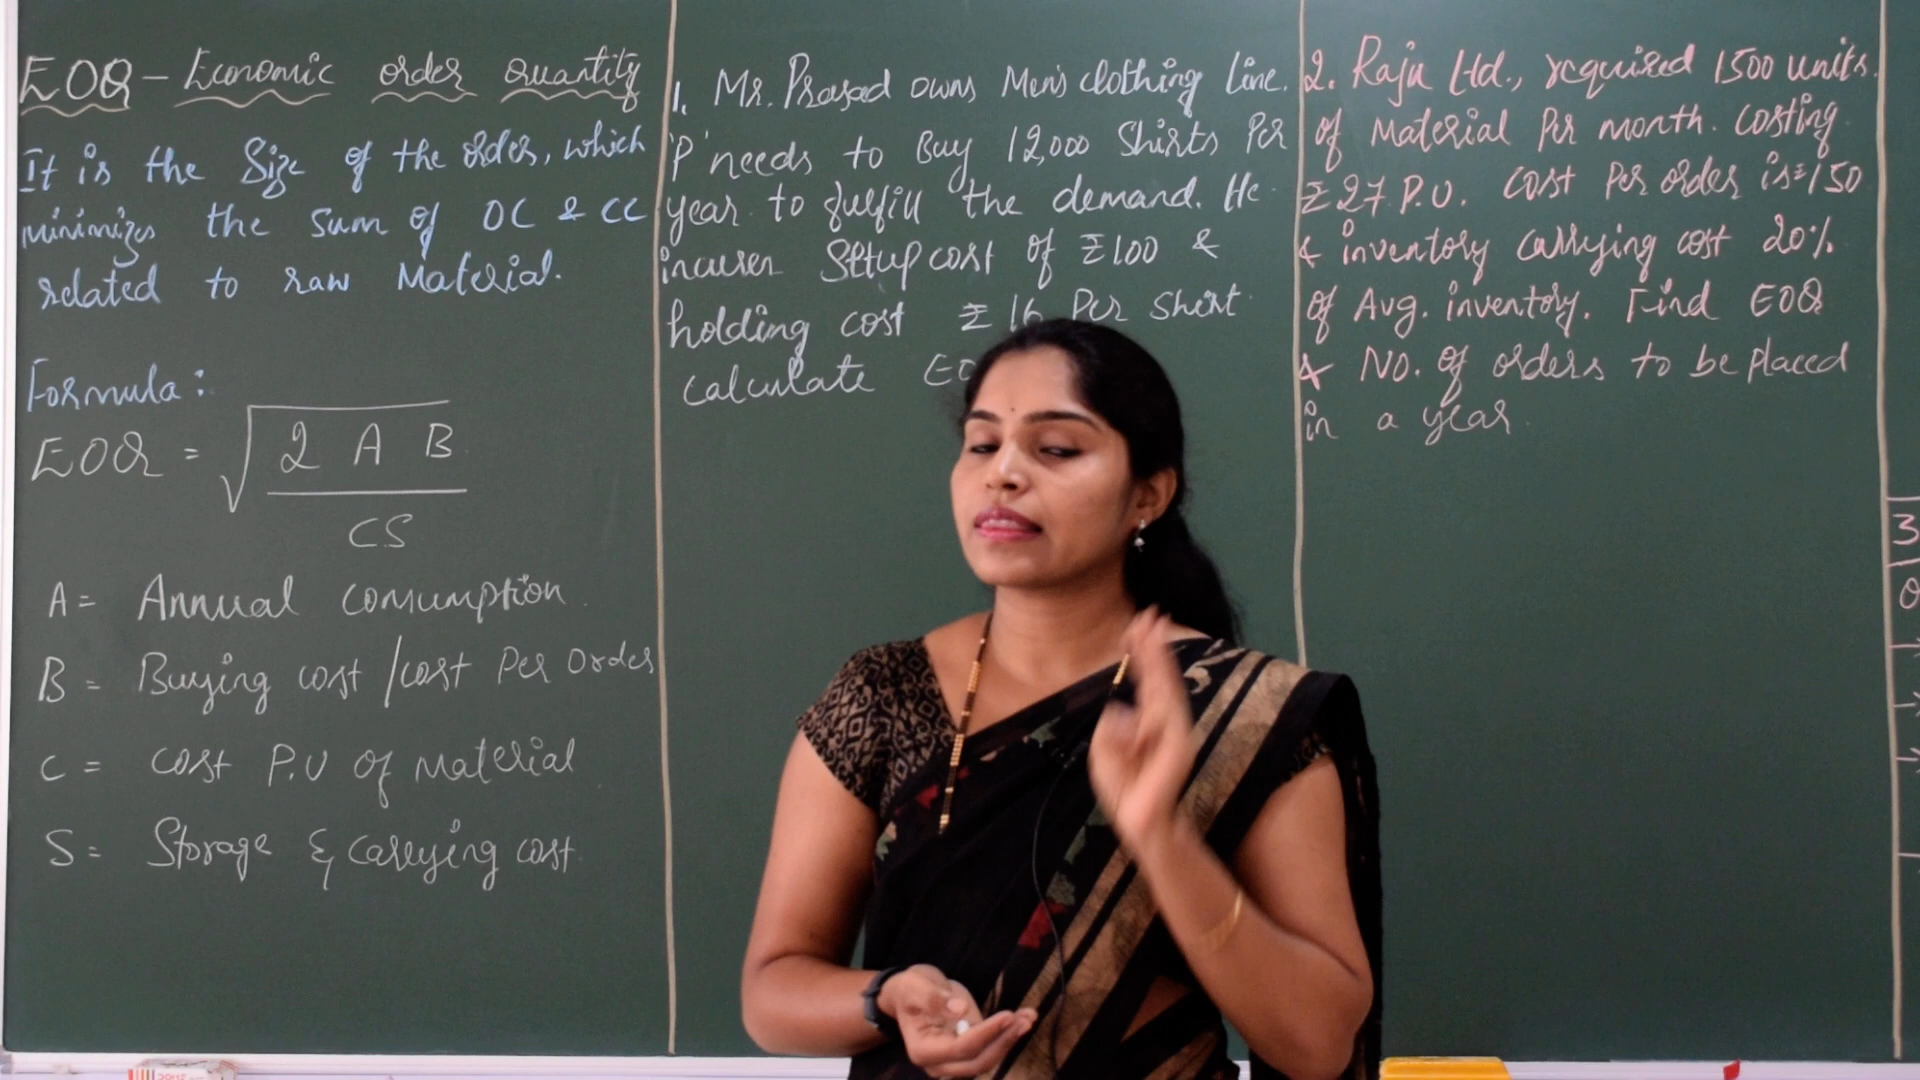 EOQ - Economic order Quantity
It is the Size of the order, which
minimizes the sum of OC & CC
related to raw Material.
Formula:
EOQ = √ 2 A B
CS
A = Annual consumption
B = Buying cost / cost Per Order
C = cost P.U of Material
S = Storage & carrying cost
1. Mr. Prasad owns Men's clothing Line.
'P' needs to Buy 12,000 Shirts Per
year to fulfill the demand. He
Setup cost of ₹100 &
holding cost ₹ 16 Per Shirt
calculate EO
2. Raju Ltd., required 1500 units
of Material Per month. costing
₹27 P.U. cost Per order is ₹150
& inventory carrying cost 20%
of Avg. inventory. Find EOQ
& No. of orders to be placed
in a year.
3